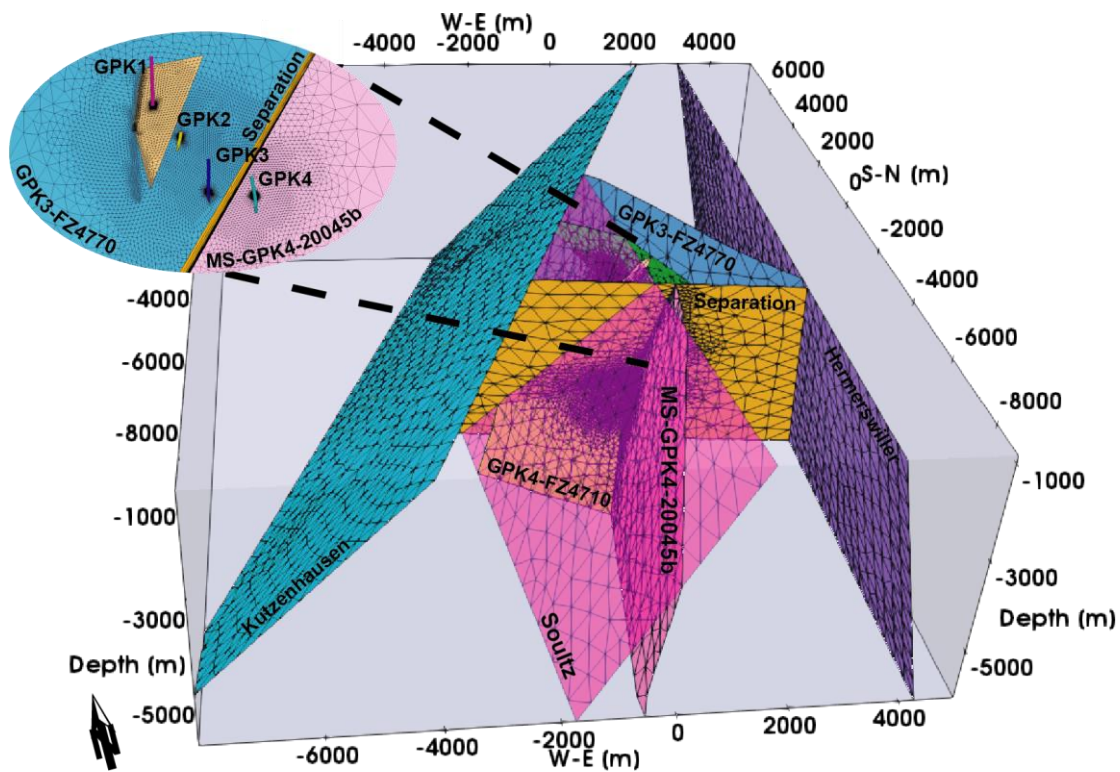 W-E (m)
-4000 -2000 0 2000 4000
6000
4000
2000
0
S-N (m)
-2000
-4000
-6000
-8000
GPK1
GPK2
GPK3
GPK4
Separation
GPK3-FZ4770
MS-GPK4-20045b
GPK3-FZ4770
Separation
Hermerswiller
MS-GPK4-20045b
GPK4-FZ4710
Kutzenhausen
Soultz
-4000
-6000
-8000
-1000
-3000
Depth (m)
-5000
-1000
-3000
Depth (m)
-5000
-6000 -2000 0 2000 4000
W-E (m)